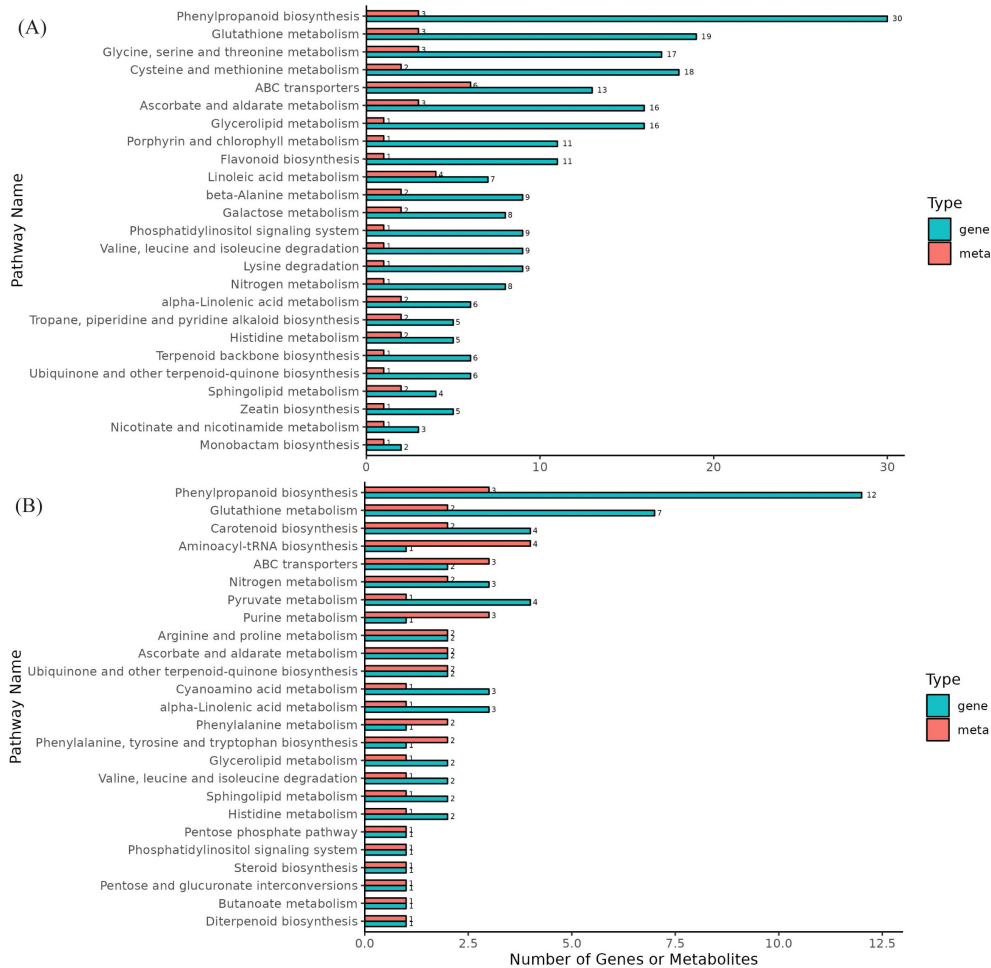 (A)
Pathway Name
Phenylpropanoid biosynthesis 3 30
Glutathione metabolism 3 19
Glycine, serine and threonine metabolism 3 17
Cysteine and methionine metabolism 2 18
ABC transporters 6 13
Ascorbate and aldarate metabolism 3 16
Glycerolipid metabolism 1 16
Porphyrin and chlorophyll metabolism 1 11
Flavonoid biosynthesis 1 11
Linoleic acid metabolism 4 7
beta-Alanine metabolism 2 9
Galactose metabolism 2 8
Phosphatidylinositol signaling system 1 9
Valine, leucine and isoleucine degradation 1 9
Lysine degradation 1 9
Nitrogen metabolism 1 8
alpha-Linolenic acid metabolism 2 6
Tropane, piperidine and pyridine alkaloid biosynthesis 2 5
Histidine metabolism 2 5
Terpenoid backbone biosynthesis 1 6
Ubiquinone and other terpenoid-quinone biosynthesis 1 6
Sphingolipid metabolism 2 4
Zeatin biosynthesis 1 5
Nicotinate and nicotinamide metabolism 1 3
Monobactam biosynthesis 1 2
0 10 20 30
Type
gene
meta
(B)
Pathway Name
Phenylpropanoid biosynthesis 3 12
Glutathione metabolism 2 7
Carotenoid biosynthesis 2 4
Aminoacyl-tRNA biosynthesis 4 1
ABC transporters 3 2
Nitrogen metabolism 2 3
Pyruvate metabolism 1 4
Purine metabolism 3 1
Arginine and proline metabolism 2 2
Ascorbate and aldarate metabolism 2 2
Ubiquinone and other terpenoid-quinone biosynthesis 2 2
Cyanoamino acid metabolism 1 3
alpha-Linolenic acid metabolism 1 3
Phenylalanine metabolism 2 1
Phenylalanine, tyrosine and tryptophan biosynthesis 2 1
Glycerolipid metabolism 1 2
Valine, leucine and isoleucine degradation 1 2
Sphingolipid metabolism 1 2
Histidine metabolism 1 2
Pentose phosphate pathway 1 1
Phosphatidylinositol signaling system 1 1
Steroid biosynthesis 1 1
Pentose and glucuronate interconversions 1 1
Butanoate metabolism 1 1
Diterpenoid biosynthesis 1 1
0.0 2.5 5.0 7.5 10.0 12.5
Number of Genes or Metabolites
Type
gene
meta